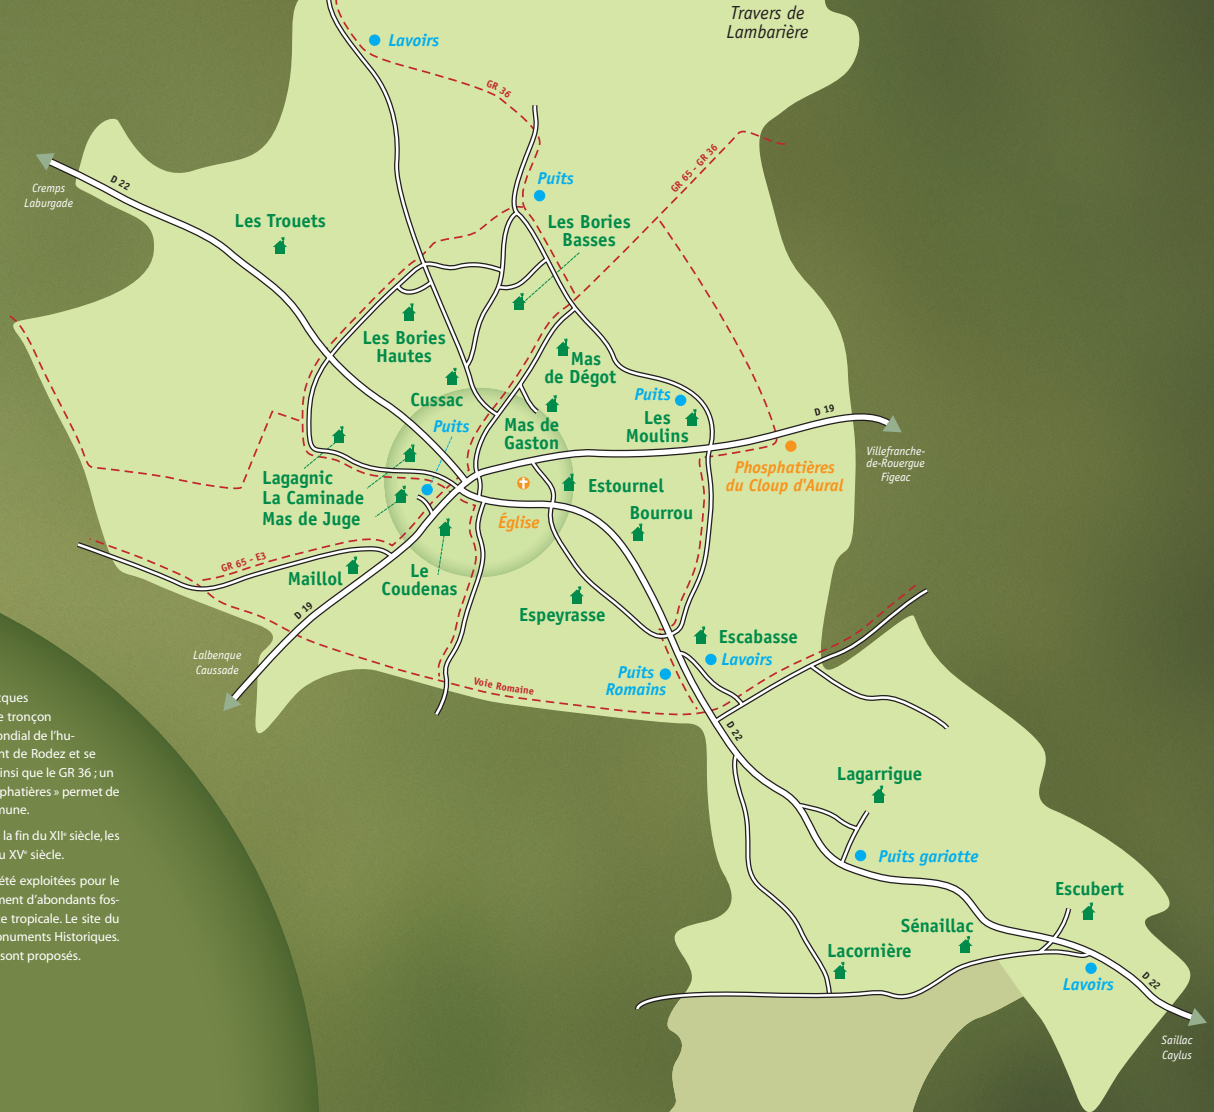 Travers de
Lambarière
Lavoirs
GR 36
GR 65 - GR 36
Cremps
Laburgade
D 22
Puits
Les Trouets
Les Bories
Basses
Les Bories
Hautes
Mas
de Dégot
Cussac
Puits
Les
Moulins
D 19
Mas de
Gaston
Puits
Villefranche-
de-Rouergue
Figeac
Phosphatières
du Cloup d'Aural
Lagagnic
La Caminade
Mas de Juge
Estournel
Église
Bourrou
GR 65 - E3
Maillol
Le
Coudenas
D 19
Espeyrasse
Escabasse
Lavoirs
Puits
Romains
Lalbenque
Caussade
Voie Romaine
D 22
cques
e tronçon
ondial de l'hu-
nt de Rodez et se
insi que le GR 36 ; un
phatières » permet de
mune.
la fin du XIIe siècle, les
u XVe siècle.
été exploitées pour le
ment d'abondants fos-
e tropicale. Le site du
onuments Historiques.
sont proposés.
Lagarrigue
Puits gariotte
Escubert
Sénaillac
Lacornière
Lavoirs
D 22
Saillac
Caylus